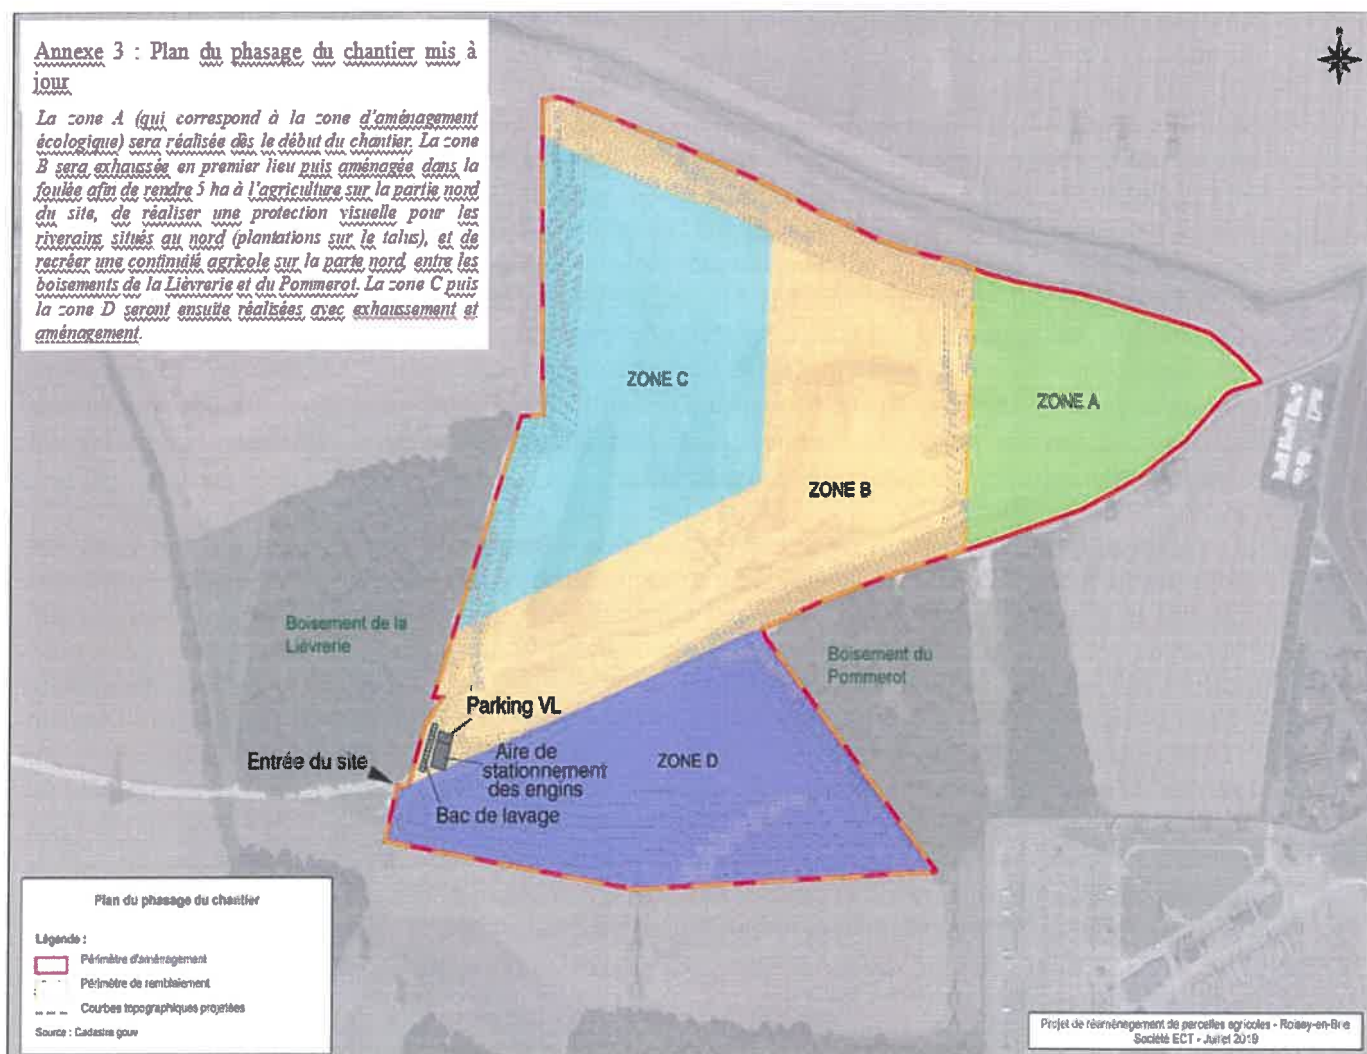 Annexe 3 : Plan du phasage du chantier mis à
jour
La zone A (qui correspond à la zone d'aménagement
écologique) sera réalisée dès le début du chantier. La zone
B sera exhaussée en premier lieu puis aménagée dans la
foulée afin de rendre 5 ha à l'agriculture sur la partie nord
du site, de réaliser une protection visuelle pour les
riverains situés au nord (plantations sur le talus), et de
recréer une continuité agricole sur la parte nord, entre les
boisements de la Lièvrerie et du Pommerot. La zone C puis
la zone D seront ensuite réalisées avec exhaussement et
aménagement.
N
ZONE C
ZONE A
ZONE B
Boisement de la
Liévrerie
Boisement du
Pommerot
Parking VL
Entrée du site
Aire de
stationnement
des engins
ZONE D
Bac de lavage
Plan du phasage du chantier
Légende :
Périmètre d'aménagement
Périmètre de remblaiement
Courbes topographiques projetées
Source : Cadastre gouv
Projet de réaménagement de parcelles agricoles - Roissy-en-Brie
Société ECT - Juillet 2019